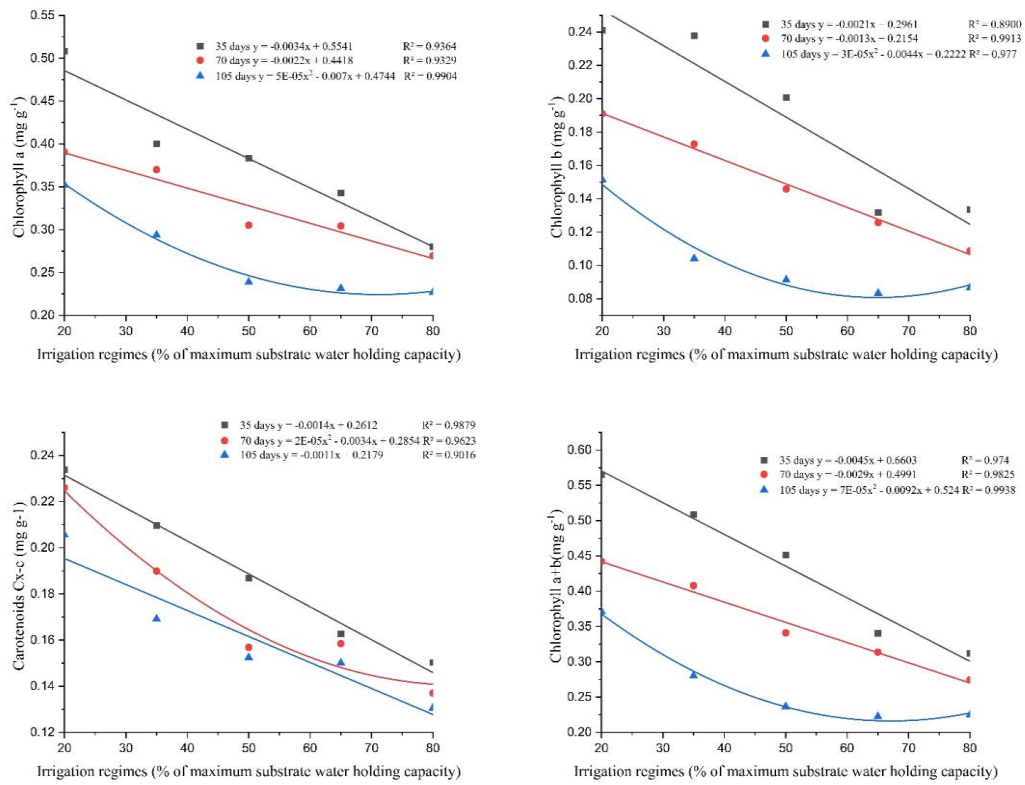 0.55
0.50
0.45
0.40
0.35
0.30
0.25
0.20
Chlorophyll a (mg g⁻¹)
35 days y = -0.0034x + 0.5541 R² = 0.9364
70 days y = -0.0022x + 0.4418 R² = 0.9329
105 days y = 5E-05x² - 0.007x + 0.4744 R² = 0.9904
20 30 40 50 60 70 80
Irrigation regimes (% of maximum substrate water holding capacity)
0.24
0.22
0.20
0.18
0.16
0.14
0.12
0.10
0.08
Chlorophyll b (mg g⁻¹)
35 days y = -0.0021x + 0.2961 R² = 0.8900
70 days y = -0.0013x + 0.2154 R² = 0.9913
105 days y = 3E-05x² - 0.0044x + 0.2222 R² = 0.977
20 30 40 50 60 70 80
Irrigation regimes (% of maximum substrate water holding capacity)
0.24
0.22
0.20
0.18
0.16
0.14
0.12
Carotenoids Cx-c (mg g-1)
35 days y = -0.0014x + 0.2612 R² = 0.9879
70 days y = 2E-05x² - 0.0034x + 0.2854 R² = 0.9623
105 days y = -0.0011x + 0.2179 R² = 0.9016
20 30 40 50 60 70 80
Irrigation regimes (% of maximum substrate water holding capacity)
0.60
0.55
0.50
0.45
0.40
0.35
0.30
0.25
0.20
Chlorophyll a+b(mg g⁻¹)
35 days y = -0.0045x + 0.6603 R² = 0.974
70 days y = -0.0029x + 0.4991 R² = 0.9825
105 days y = 7E-05x² - 0.0092x + 0.524 R² = 0.9938
20 30 40 50 60 70 80
Irrigation regimes (% of maximum substrate water holding capacity)